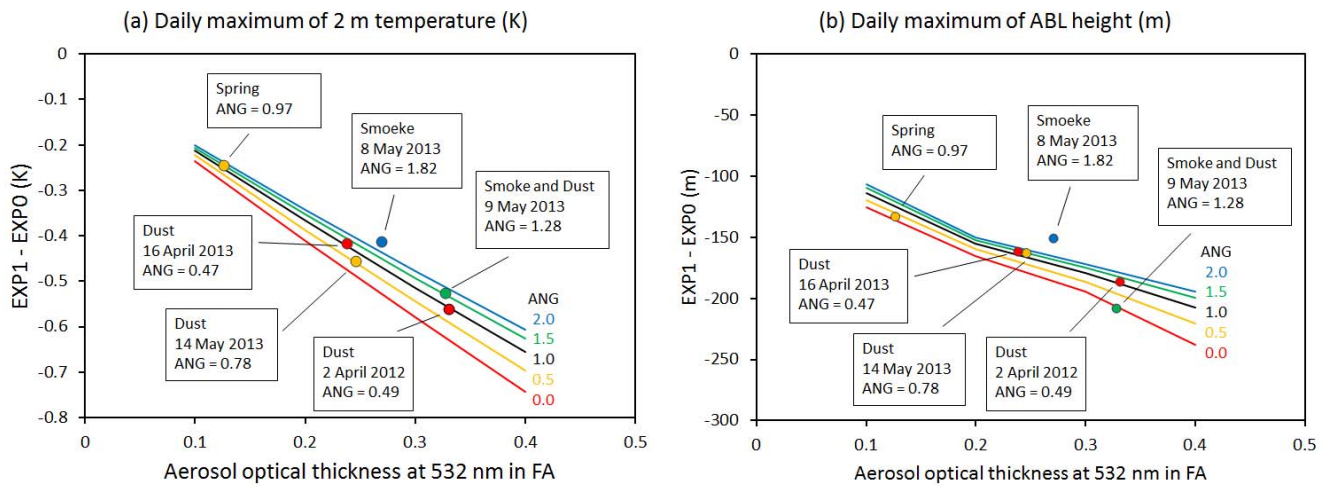 (a) Daily maximum of 2 m temperature (K)
EXP1 - EXP0 (K)
0
-0.1
-0.2
-0.3
-0.4
-0.5
-0.6
-0.7
-0.8
Spring
ANG = 0.97
Smoeke
8 May 2013
ANG = 1.82
Smoke and Dust
9 May 2013
ANG = 1.28
Dust
16 April 2013
ANG = 0.47
Dust
14 May 2013
ANG = 0.78
Dust
2 April 2012
ANG = 0.49
ANG
2.0
1.5
1.0
0.5
0.0
0
0.1
0.2
0.3
0.4
0.5
Aerosol optical thickness at 532 nm in FA
(b) Daily maximum of ABL height (m)
EXP1 - EXP0 (m)
0
-50
-100
-150
-200
-250
-300
Spring
ANG = 0.97
Smoke
8 May 2013
ANG = 1.82
Smoke and Dust
9 May 2013
ANG = 1.28
Dust
16 April 2013
ANG = 0.47
Dust
14 May 2013
ANG = 0.78
Dust
2 April 2012
ANG = 0.49
ANG
2.0
1.5
1.0
0.5
0.0
0
0.1
0.2
0.3
0.4
0.5
Aerosol optical thickness at 532 nm in FA